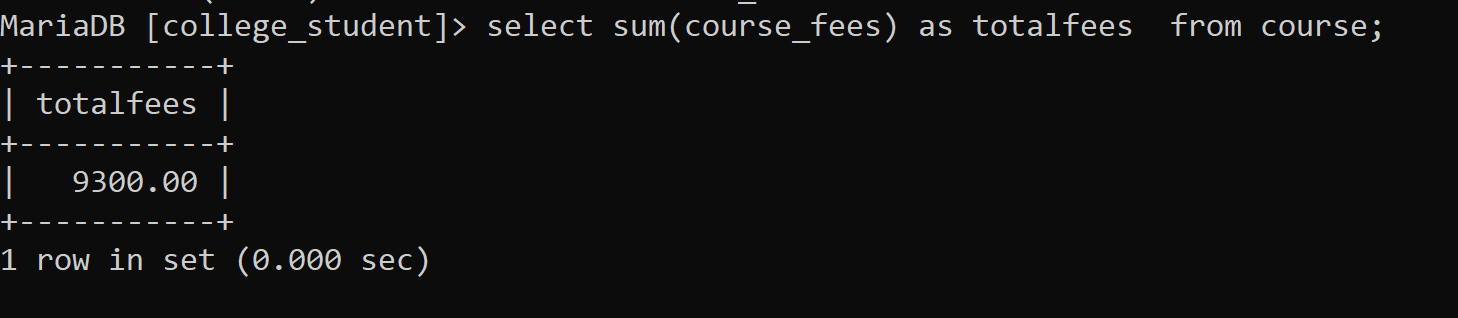 MariaDB [college_student]> select sum(course_fees) as totalfees  from course;
+-----------+
| totalfees |
+-----------+
|   9300.00 |
+-----------+
1 row in set (0.000 sec)